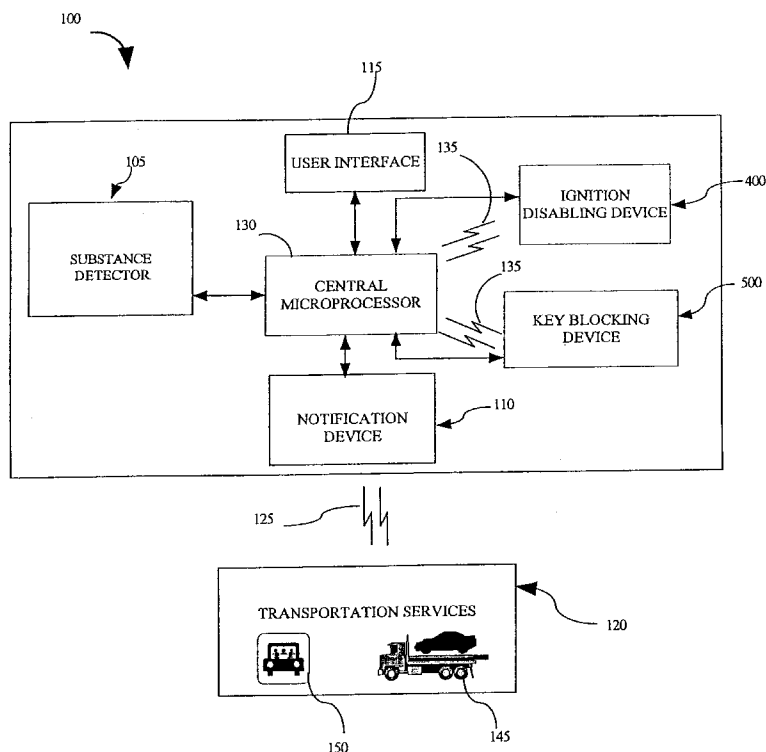 100
115
USER INTERFACE
135
105
IGNITION
DISABLING DEVICE
400
130
SUBSTANCE
DETECTOR
CENTRAL
MICROPROCESSOR
135
500
KEY BLOCKING
DEVICE
NOTIFICATION
DEVICE
110
125
TRANSPORTATION SERVICES
120
150
145